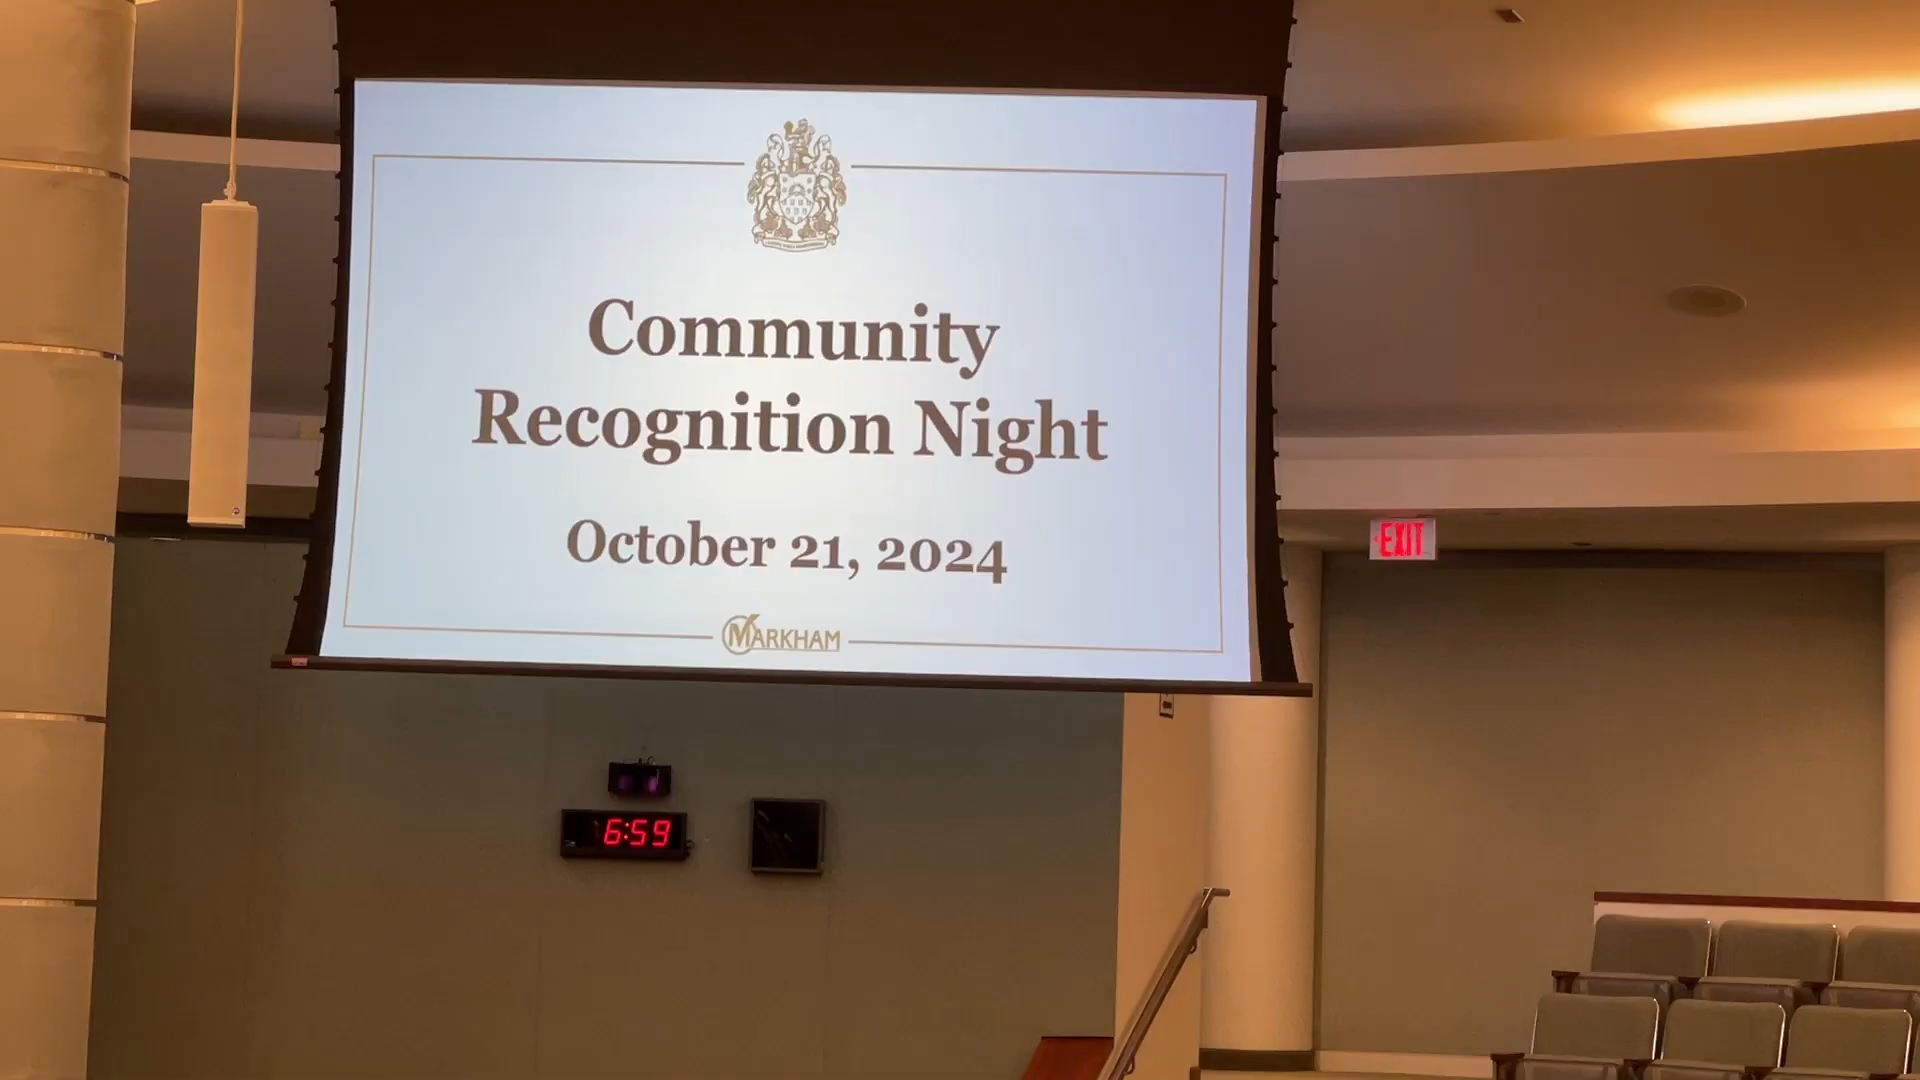 Community
Recognition Night
October 21, 2024
MARKHAM
EXIT
6:59